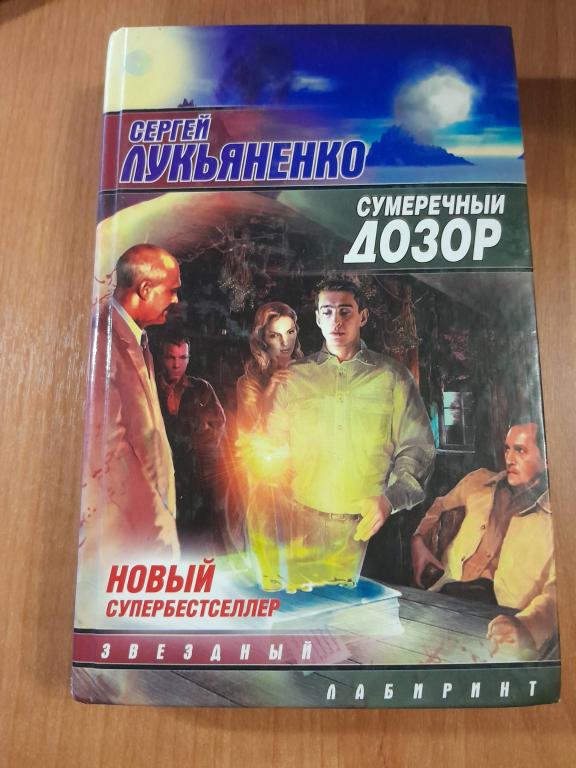 СЕРГЕЙ
ЛУКЬЯНЕНКО
СУМЕРЕЧНЫЙ
ДОЗОР
НОВЫЙ
СУПЕРБЕСТСЕЛЛЕР
ЗВЕЗДНЫЙ
ЛАБИРИНТ